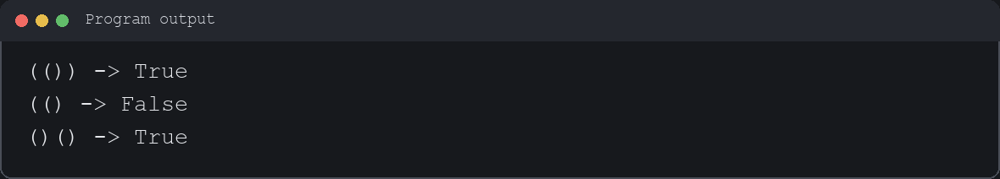 Program output
(()) -> True
(() -> False
()() -> True